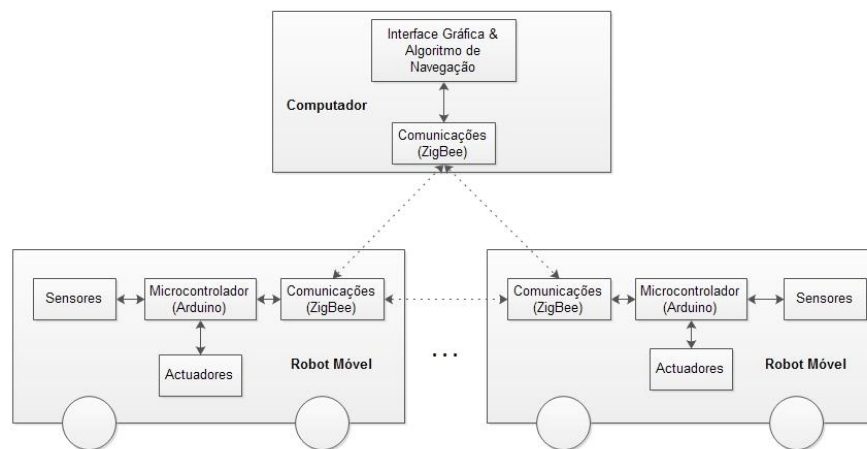 Interface Gráfica &
Algoritmo de
Navegação
Computador
Comunicações
(ZigBee)
Sensores
Microcontrolador
(Arduino)
Comunicações
(ZigBee)
Actuadores
Robot Móvel
...
Comunicações
(ZigBee)
Microcontrolador
(Arduino)
Sensores
Actuadores
Robot Móvel